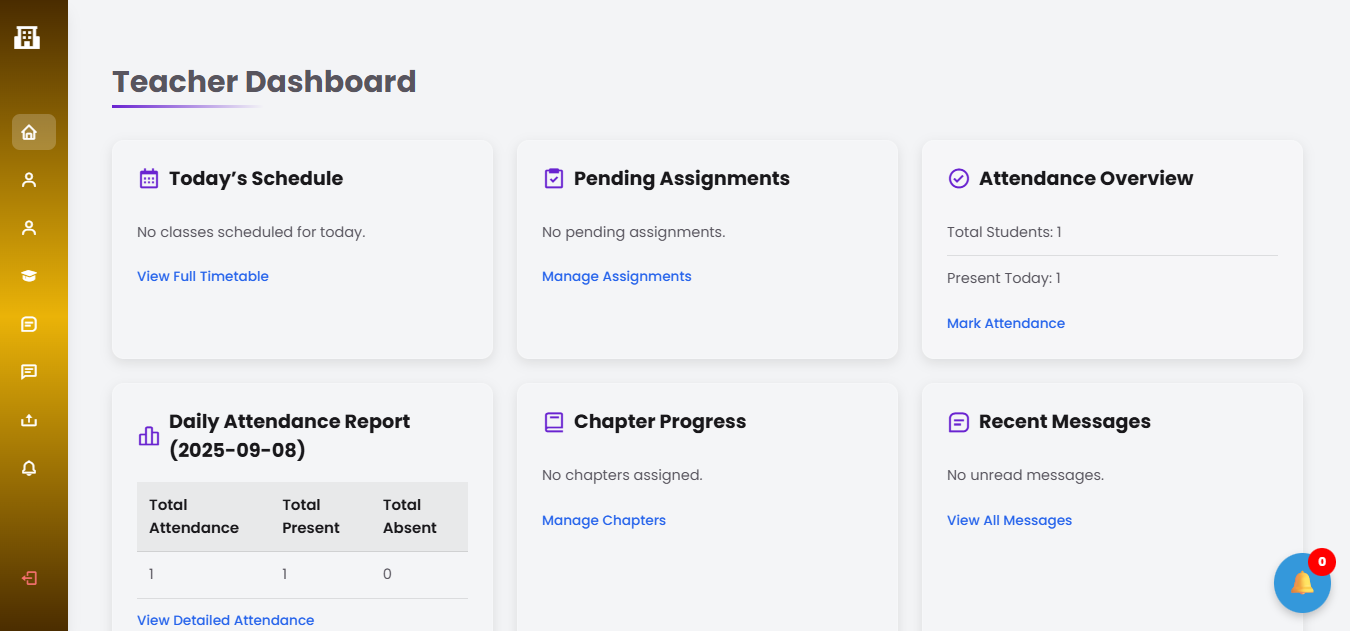 Teacher Dashboard
Today’s Schedule
No classes scheduled for today.
View Full Timetable
Pending Assignments
No pending assignments.
Manage Assignments
Attendance Overview
Total Students: 1
Present Today: 1
Mark Attendance
Daily Attendance Report
(2025-09-08)
Total Attendance Total Present Total Absent
1 1 0
View Detailed Attendance
Chapter Progress
No chapters assigned.
Manage Chapters
Recent Messages
No unread messages.
View All Messages
0